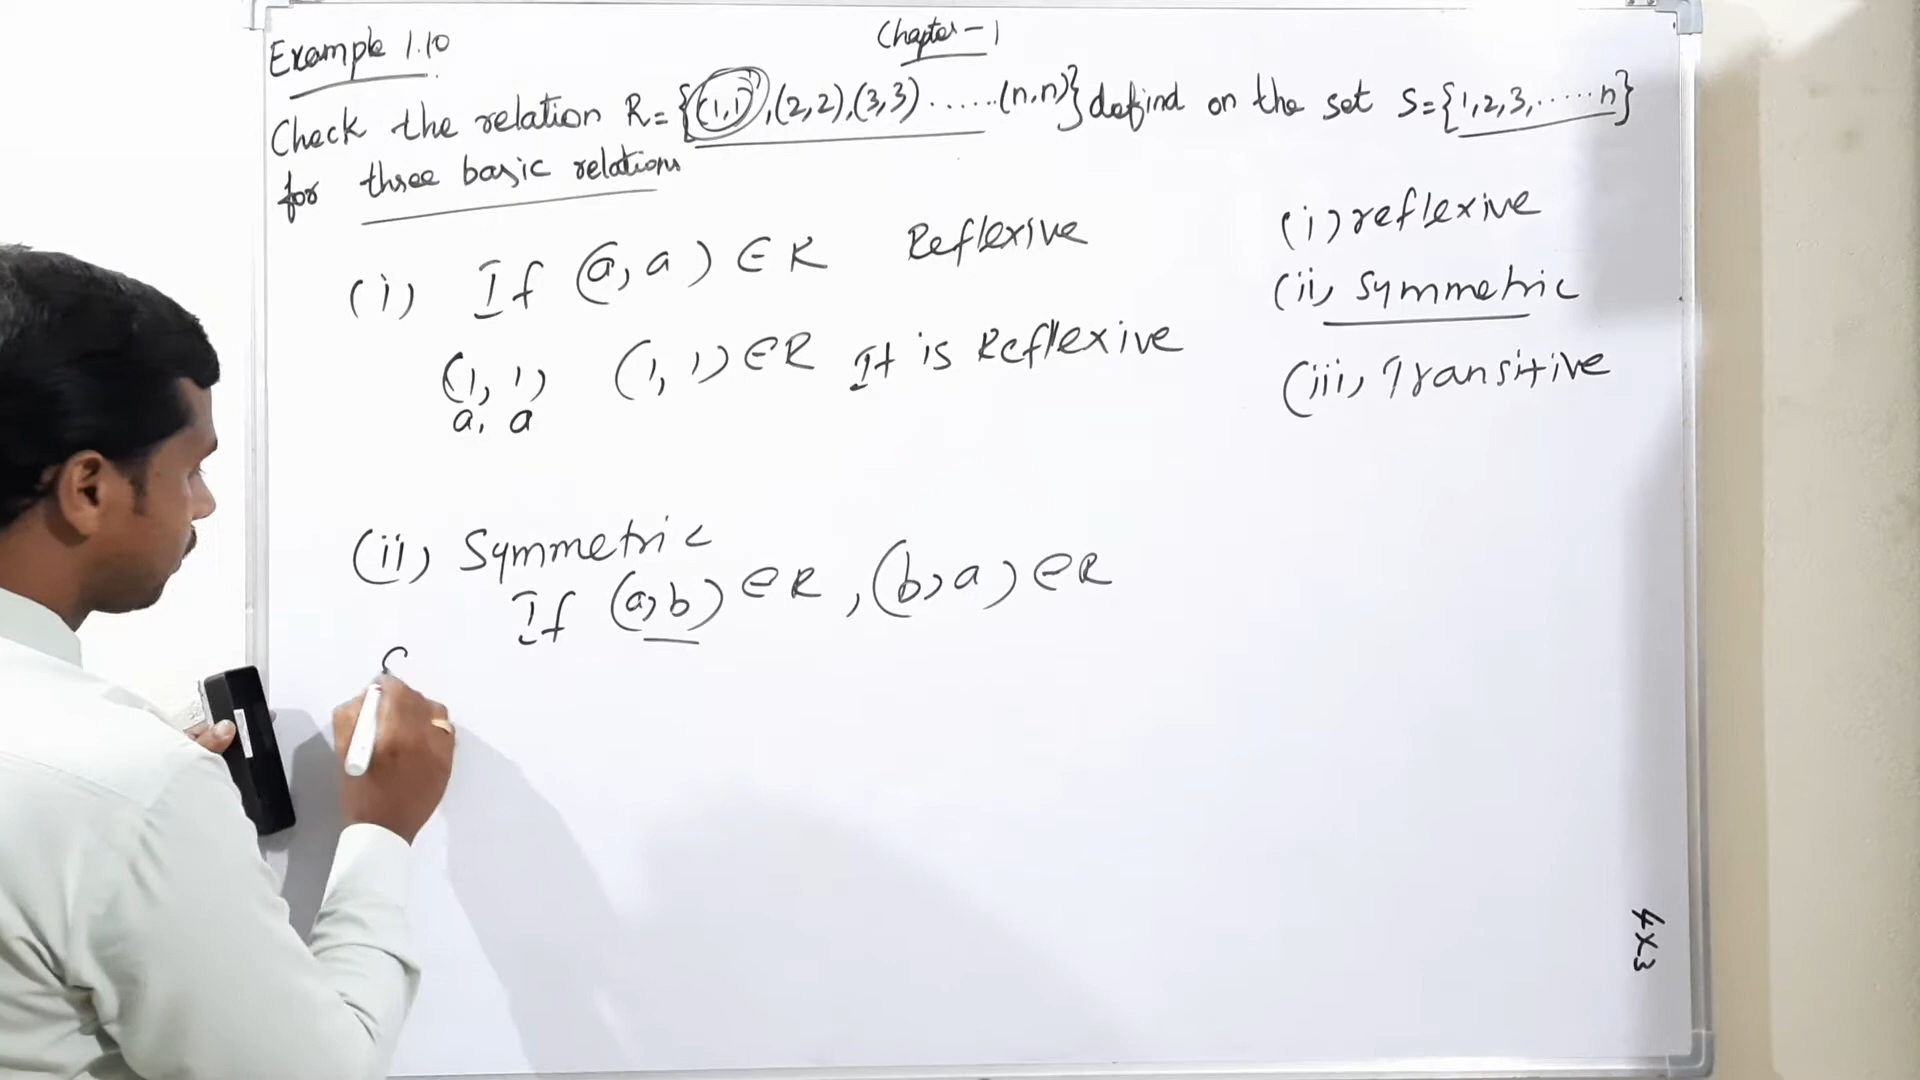 Example 1.10
Chapter - 1
Check the relation R = {(1,1), (2,2), (3,3) ...... (n,n)} defind on the set S = {1,2,3, ...... n}
for three basic relations
(i) If (a, a) ∈ R Reflexive
(1, 1) (1, 1) ∈ R It is Reflexive
a, a
(i) reflexive
(ii) Symmetric
(iii) Transitive
(ii) Symmetric
If (a, b) ∈ R, (b, a) ∈ R
4x3